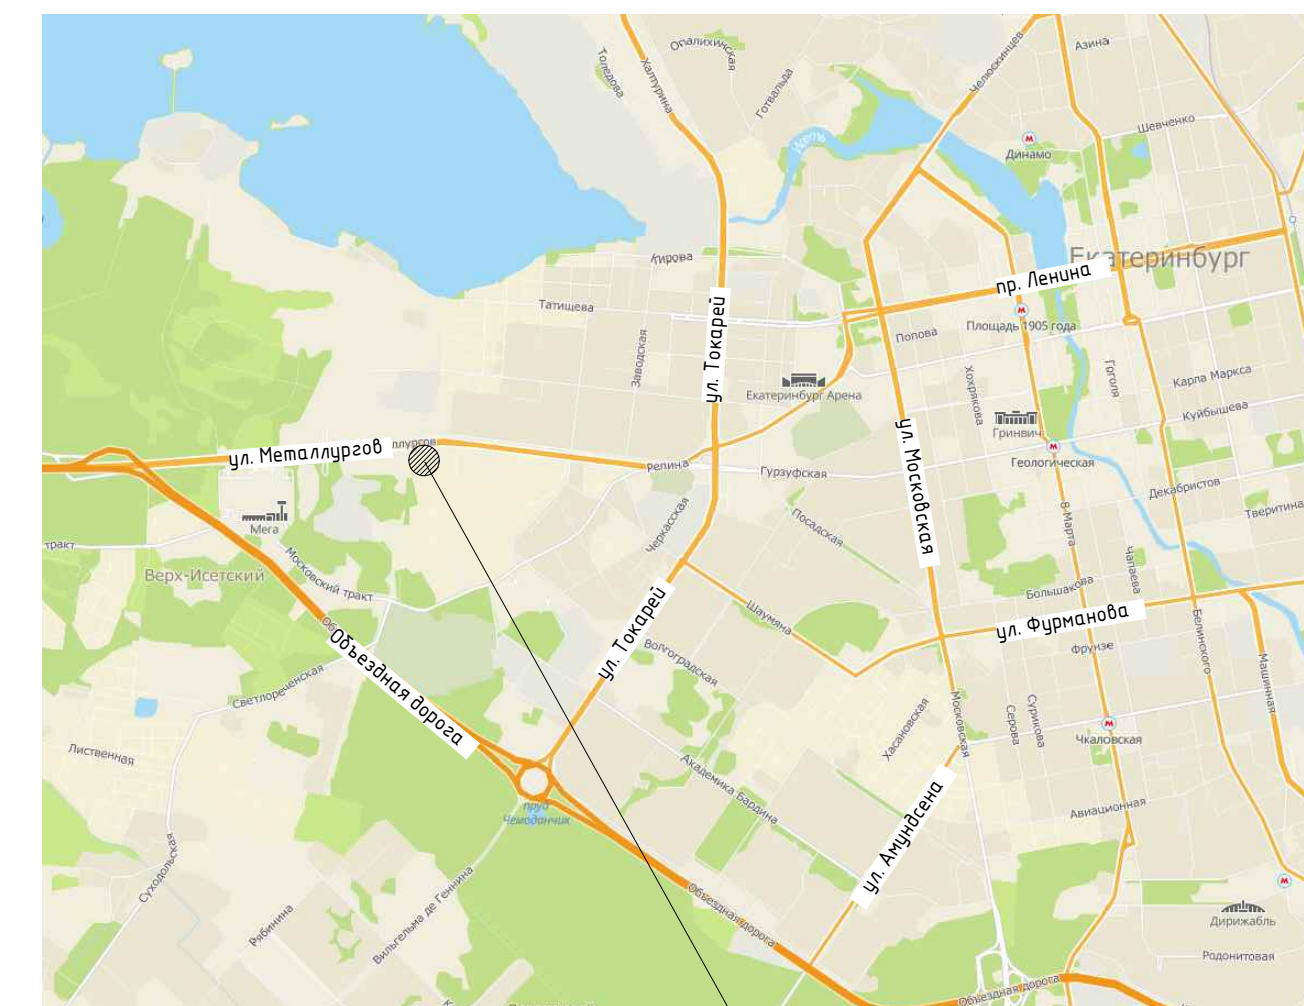 Опалихинская
Азина
Толедова
Халтурина
Готвальда
Челюскинцев
Шевченко
Исеть
М
Динамо
Кирова
Екатеринбург
пр. Ленина
Татищева
ул. Токарей
М
Площадь 1905 года
Попова
Заводская
Екатеринбург Арена
Хохрякова
Гоголя
Карла Маркса
Куйбышева
Гринвич
ул. Металлургов
ллургов
М
Геологическая
Репина
Гурзуфская
ул. Московская
Декабристов
Тверитина
Мега
Черкасская
Посадская
8-Марта
тракт
Верх-Исетский
Московский тракт
Чапаева
Большакова
ул. Токарей
Шаумяна
ул. Фурманова
Фрунзе
Белинского
Объездная дорога
Волгоградская
Машинная
Светлореченская
Хасановская
Московская
Серова
Сурикова
М
Чкаловская
Лиственная
Академика Бардина
пруд
Чемоданчик
ул. Амундсена
Авиационная
Суходольская
Рябинина
Вильгельма де Геннина
Объездная дорога
М
Дирижабль
Родонитовая
Объездная дорога